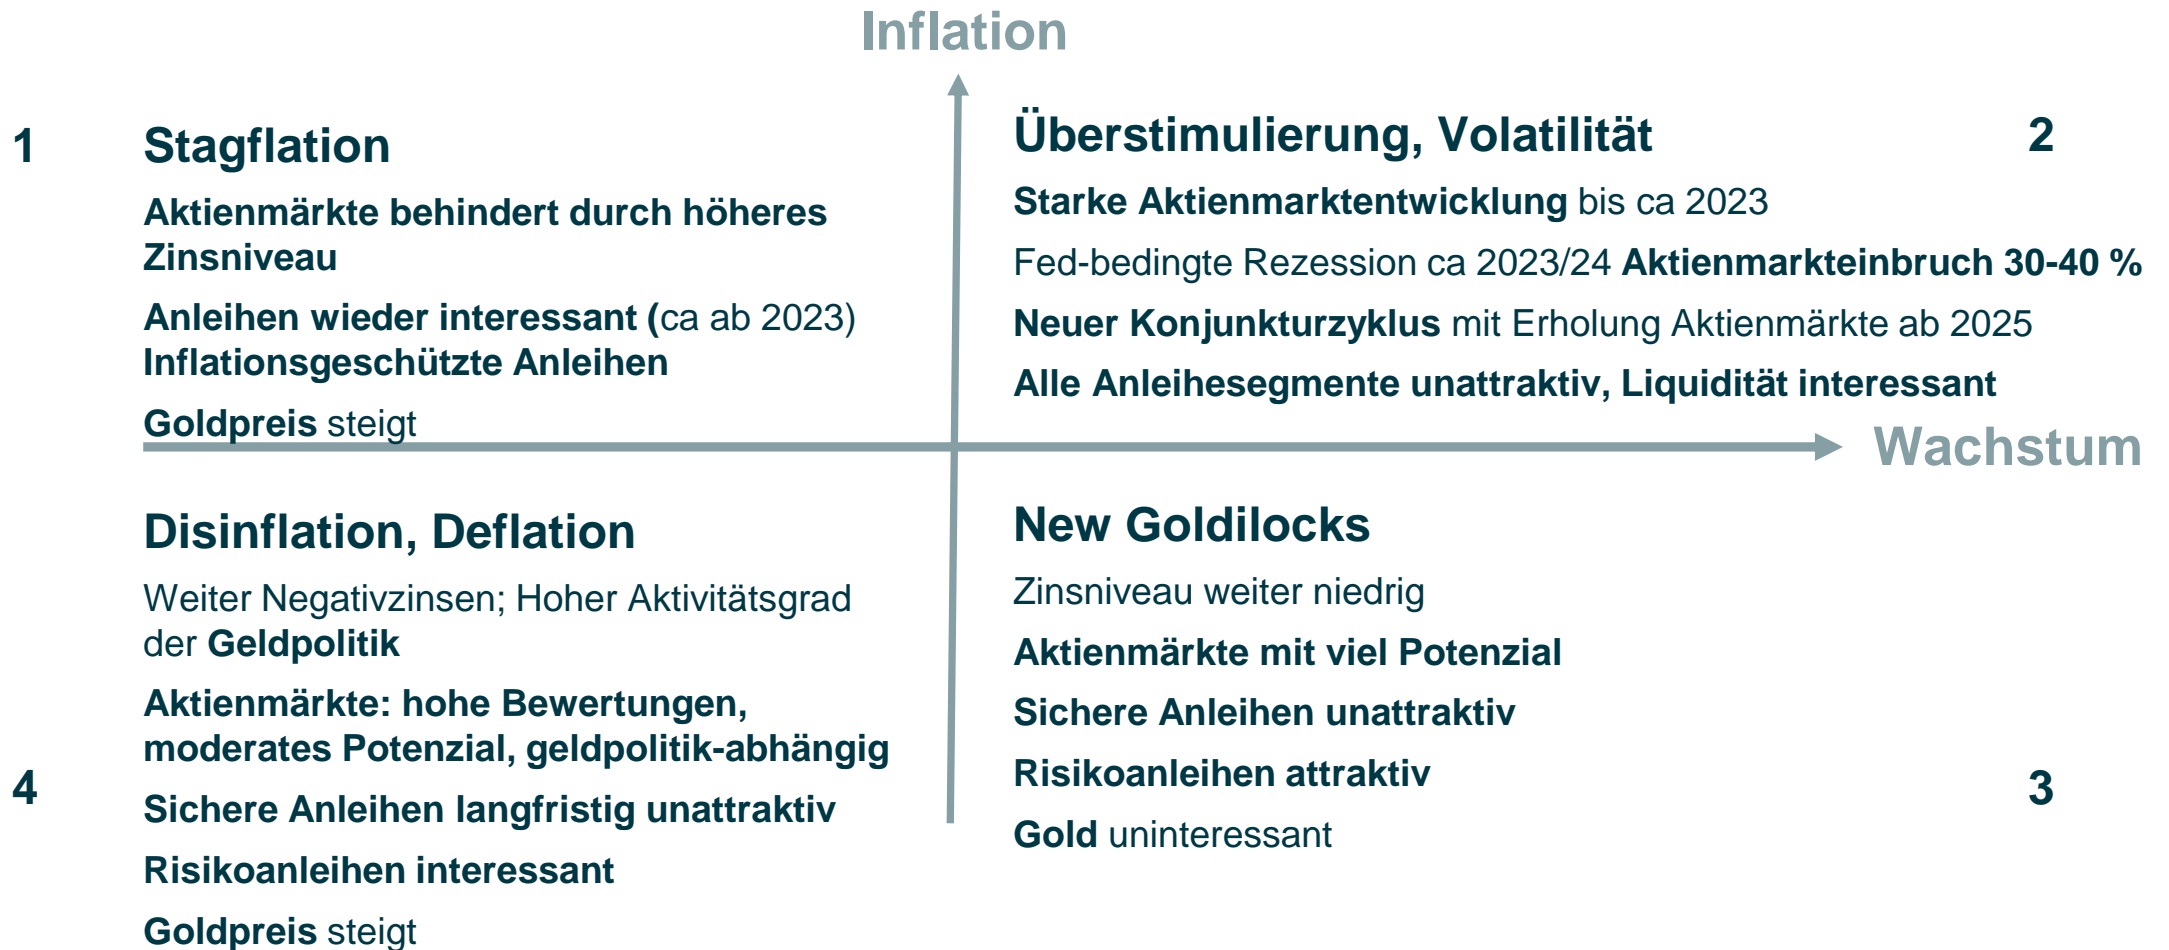 Inflation
1
Stagflation
Aktienmärkte behindert durch höheres
Zinsniveau
Anleihen wieder interessant (ca ab 2023)
Inflationsgeschützte Anleihen
Goldpreis steigt
Überstimulierung, Volatilität
2
Starke Aktienmarktentwicklung bis ca 2023
Fed-bedingte Rezession ca 2023/24 Aktienmarkteinbruch 30-40 %
Neuer Konjunkturzyklus mit Erholung Aktienmärkte ab 2025
Alle Anleihesegmente unattraktiv, Liquidität interessant
Wachstum
Disinflation, Deflation
Weiter Negativzinsen; Hoher Aktivitätsgrad
der Geldpolitik
Aktienmärkte: hohe Bewertungen,
moderates Potenzial, geldpolitik-abhängig
4
Sichere Anleihen langfristig unattraktiv
Risikoanleihen interessant
Goldpreis steigt
New Goldilocks
Zinsniveau weiter niedrig
Aktienmärkte mit viel Potenzial
Sichere Anleihen unattraktiv
Risikoanleihen attraktiv
3
Gold uninteressant